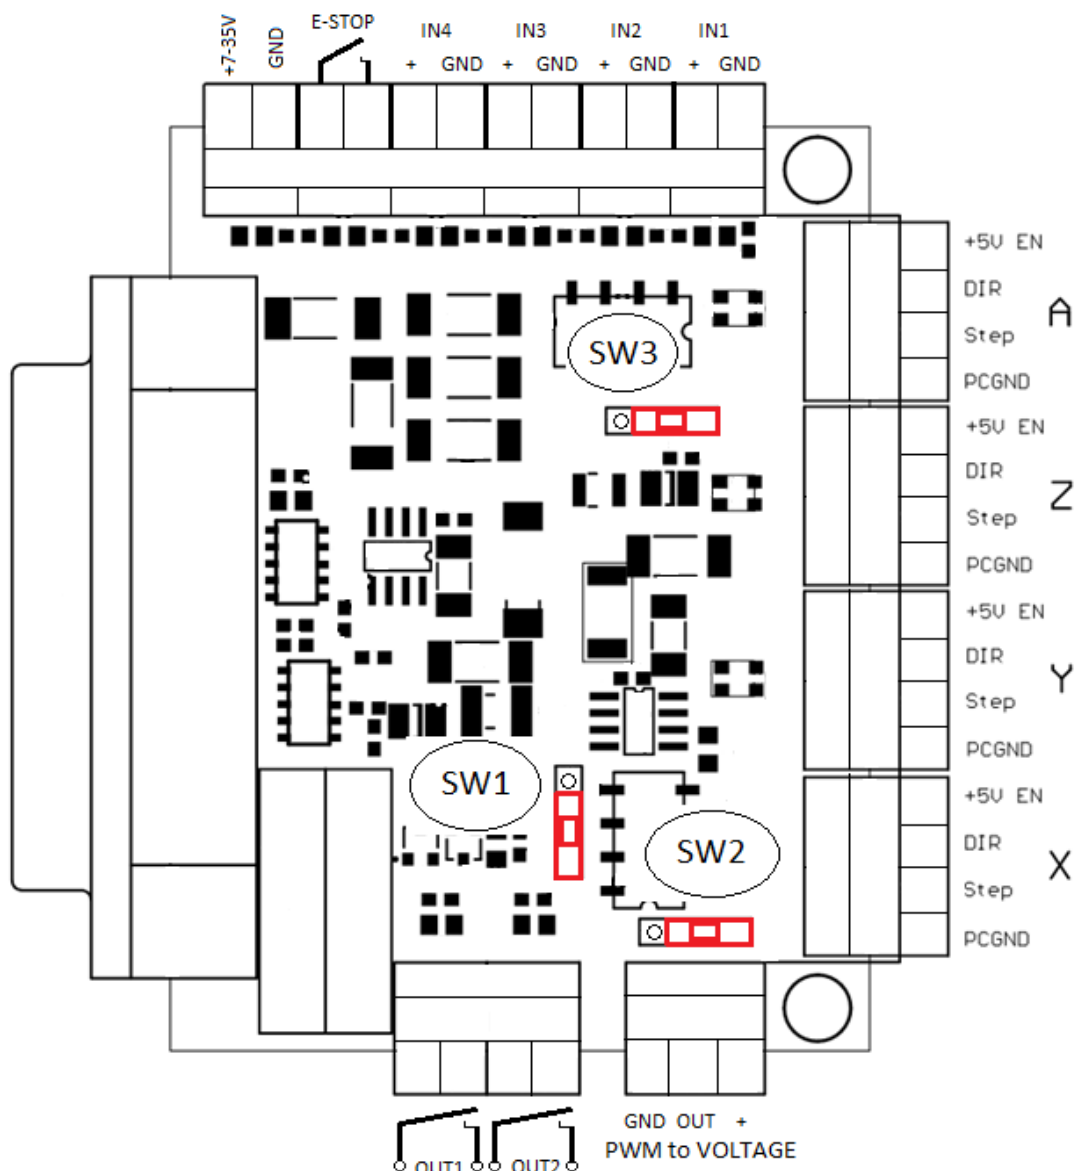 E-STOP
+7-35V
GND
IN4
IN3
IN2
IN1
+ GND + GND + GND + GND
+5V EN
DIR
Step
PCGND
A
+5V EN
DIR
Step
PCGND
Z
+5V EN
DIR
Step
PCGND
Y
+5V EN
DIR
Step
PCGND
X
SW3
SW1
SW2
GND OUT +
PWM to VOLTAGE
OUT1
OUT2